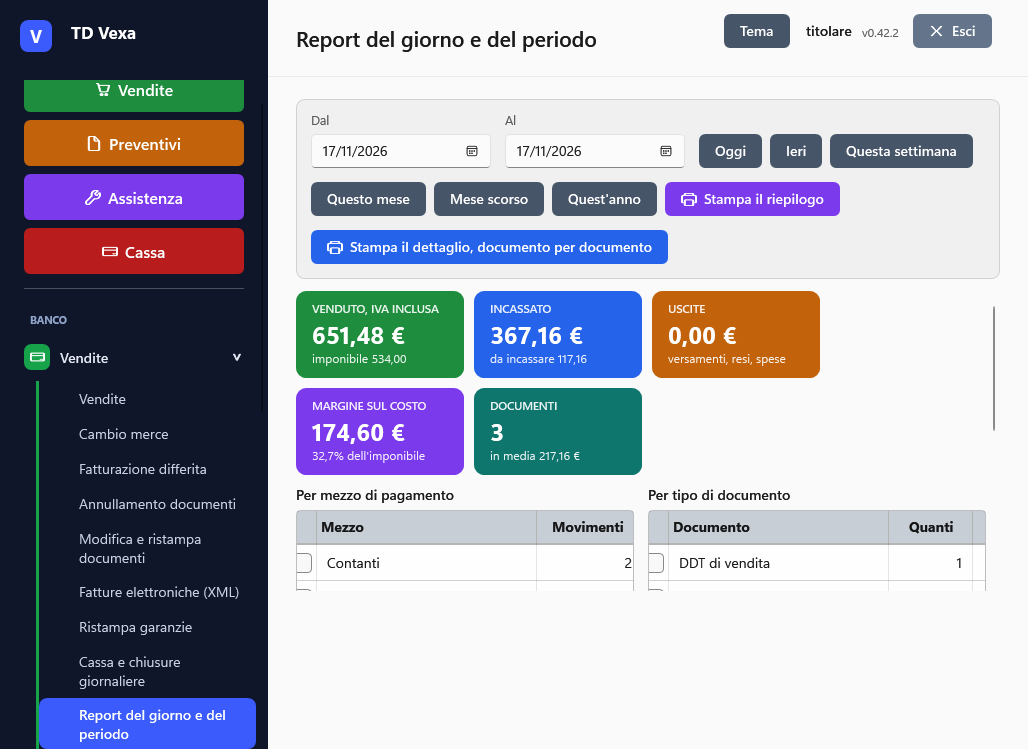 V
TD Vexa
Vendite
Preventivi
Assistenza
Cassa
BANCO
Vendite
v
Vendite
Cambio merce
Fatturazione differita
Annullamento documenti
Modifica e ristampa
documenti
Fatture elettroniche (XML)
Ristampa garanzie
Cassa e chiusure
giornaliere
Report del giorno e del
periodo
Report del giorno e del periodo
Tema
titolare
v0.42.2
Esci
Dal
Al
17/11/2026
17/11/2026
Oggi
Ieri
Questa settimana
Questo mese
Mese scorso
Quest'anno
Stampa il riepilogo
Stampa il dettaglio, documento per documento
VENDUTO, IVA INCLUSA
651,48 €
imponibile 534,00
INCASSATO
367,16 €
da incassare 117,16
USCITE
0,00 €
versamenti, resi, spese
MARGINE SUL COSTO
174,60 €
32,7% dell'imponibile
DOCUMENTI
3
in media 217,16 €
Per mezzo di pagamento
Mezzo Movimenti
Contanti 2
Per tipo di documento
Documento Quanti
DDT di vendita 1